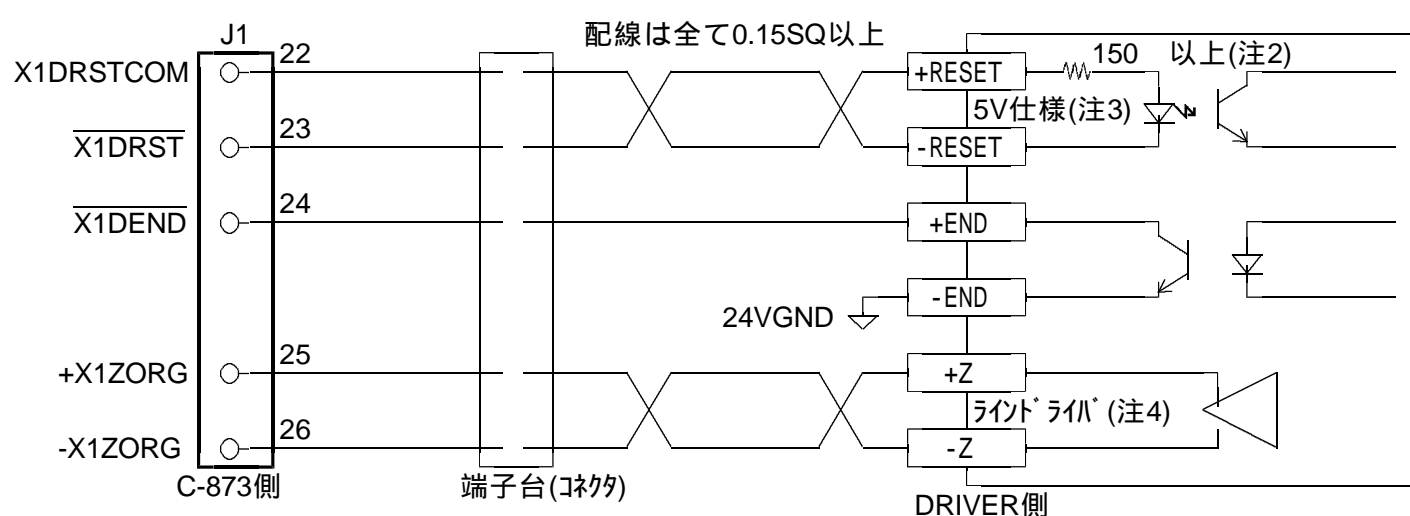 J1
配線は全て0.15SQ以上
X1DRSTCOM
22
+RESET
150 以上(注2)
5V仕様(注3)
X1DRST
23
-RESET
X1DEND
24
+END
-END
24VGND
+X1ZORG
25
+Z
ラインドライバ(注4)
-X1ZORG
26
-Z
C-873側
端子台(コネクタ)
DRIVER側